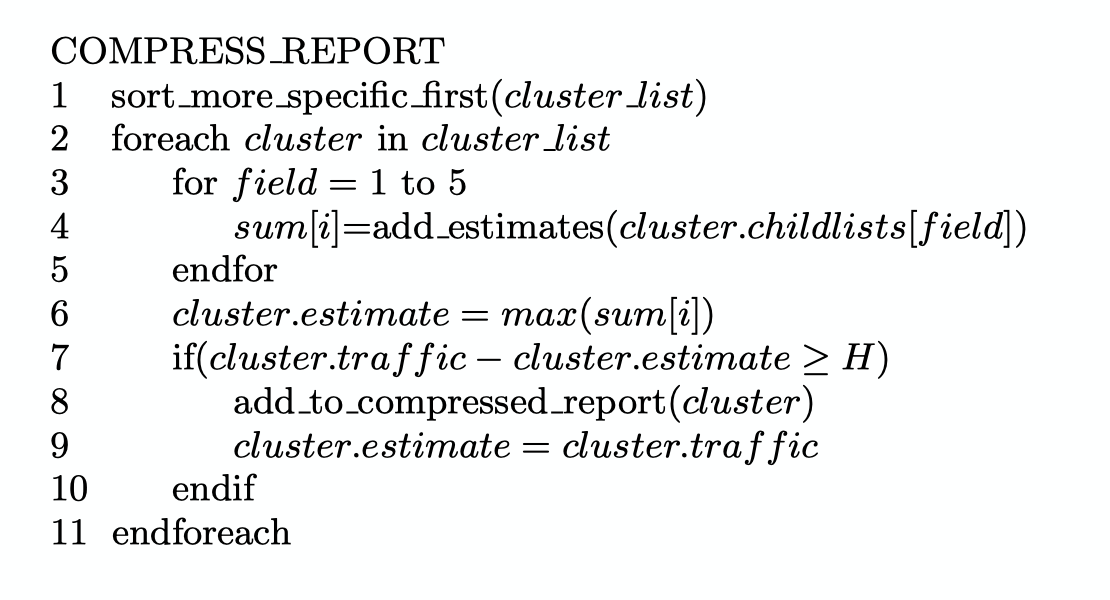 COMPRESS_REPORT
1 sort_more_specific_first(cluster_list)
2 foreach cluster in cluster_list
3 for field = 1 to 5
4 sum[i]=add_estimates(cluster.childlists[field])
5 endfor
6 cluster.estimate = max(sum[i])
7 if(cluster.traffic − cluster.estimate ≥ H)
8 add_to_compressed_report(cluster)
9 cluster.estimate = cluster.traffic
10 endif
11 endforeach